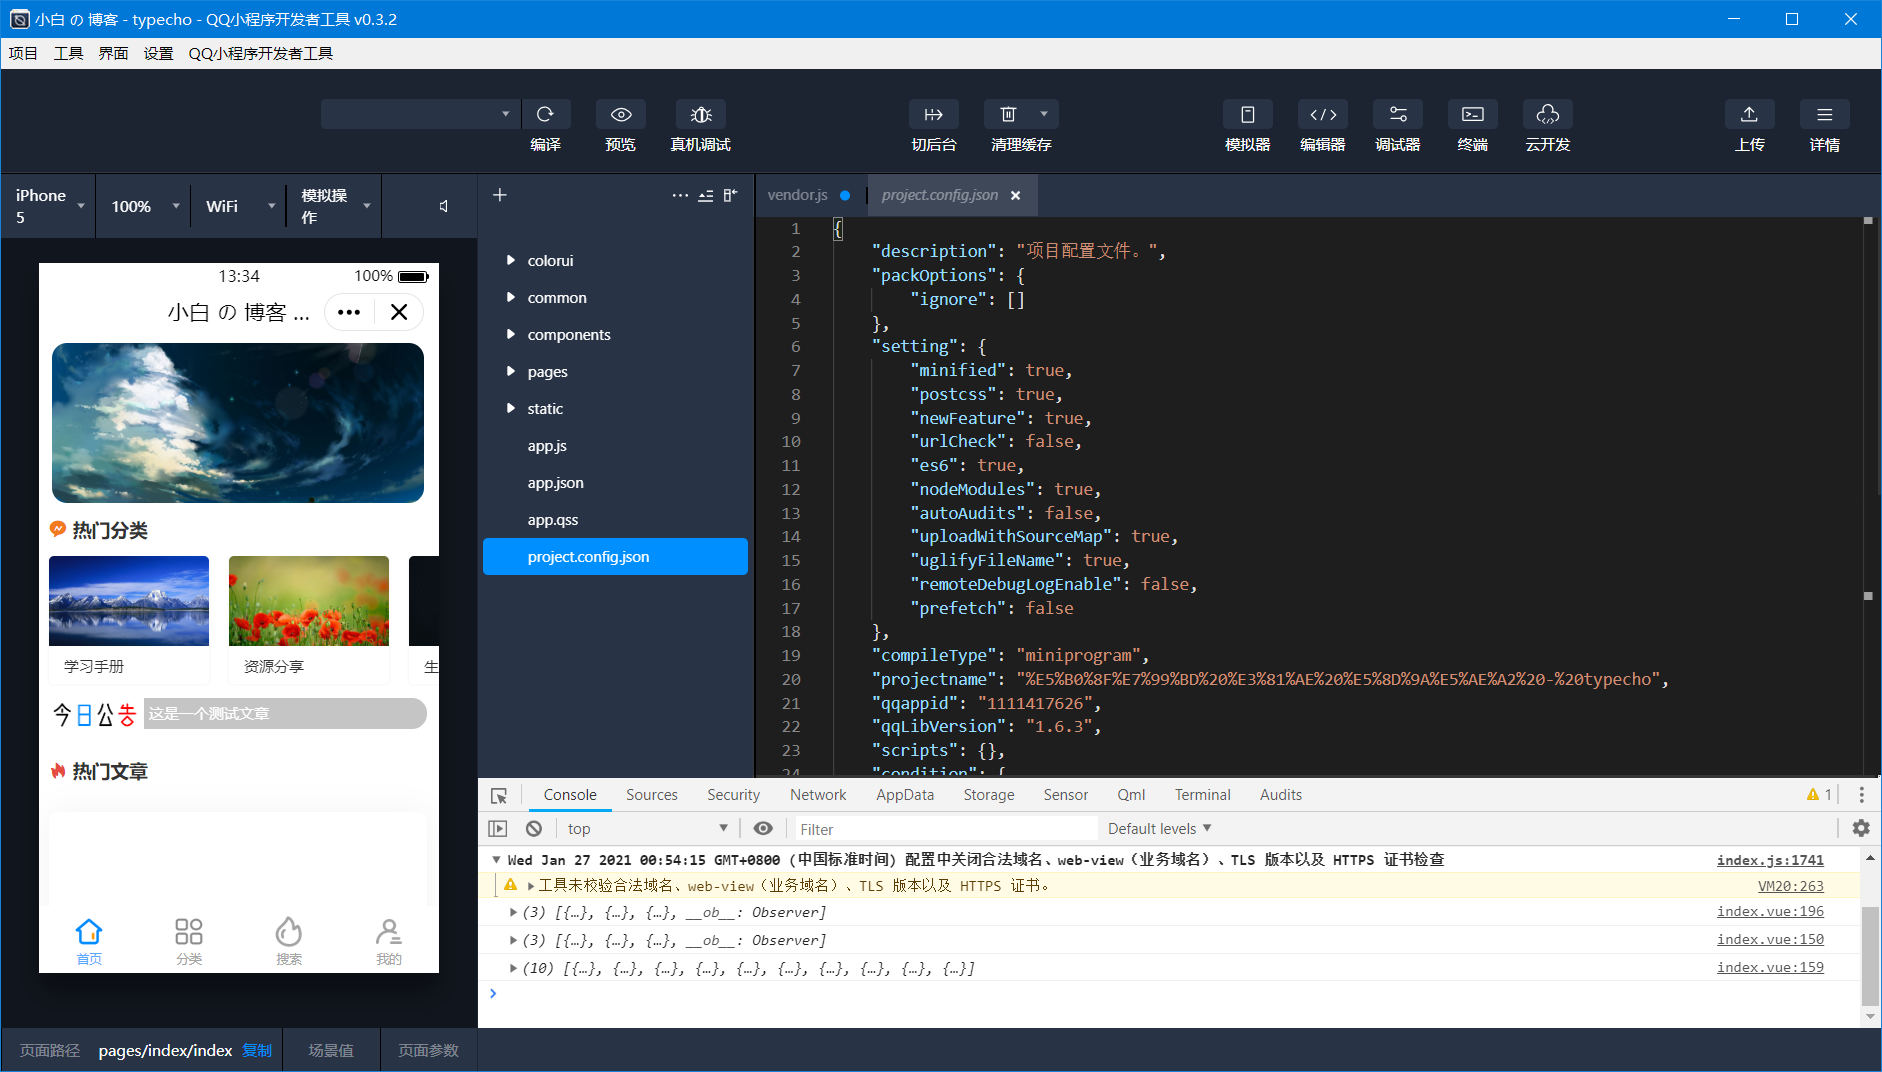 小白 の 博客 - typecho - QQ小程序开发者工具 v0.3.2
项目 工具 界面 设置 QQ小程序开发者工具
编译 预览 真机调试 切后台 清理缓存 模拟器 编辑器 调试器 终端 云开发 上传 详情
iPhone 5 100% WiFi 模拟操作
13:34 100%
小白 の 博客 ...
热门分类
学习手册 资源分享 生
今日公告 这是一个测试文章
热门文章
首页 分类 搜索 我的
页面路径 pages/index/index 复制 场景值 页面参数
colorui
common
components
pages
static
app.js
app.json
app.qss
project.config.json
vendor.js project.config.json
1 {
2 "description": "项目配置文件。",
3 "packOptions": {
4 "ignore": []
5 },
6 "setting": {
7 "minified": true,
8 "postcss": true,
9 "newFeature": true,
10 "urlCheck": false,
11 "es6": true,
12 "nodeModules": true,
13 "autoAudits": false,
14 "uploadWithSourceMap": true,
15 "uglifyFileName": true,
16 "remoteDebugLogEnable": false,
17 "prefetch": false
18 },
19 "compileType": "miniprogram",
20 "projectname": "%E5%B0%8F%E7%99%BD%20%E3%81%AE%20%E5%8D%9A%E5%AE%A2%20-%20typecho",
21 "qqappid": "1111417626",
22 "qqLibVersion": "1.6.3",
23 "scripts": {},
24 "condition": {
Console Sources Security Network AppData Storage Sensor Qml Terminal Audits 1
top Filter Default levels
Wed Jan 27 2021 00:54:15 GMT+0800 (中国标准时间) 配置中关闭合法域名、web-view（业务域名）、TLS 版本以及 HTTPS 证书检查 index.js:1741
工具未校验合法域名、web-view（业务域名）、TLS 版本以及 HTTPS 证书。 VM20:263
(3) [{…}, {…}, {…}, __ob__: Observer] index.vue:196
(3) [{…}, {…}, {…}, __ob__: Observer] index.vue:150
(10) [{…}, {…}, {…}, {…}, {…}, {…}, {…}, {…}, {…}, {…}] index.vue:159